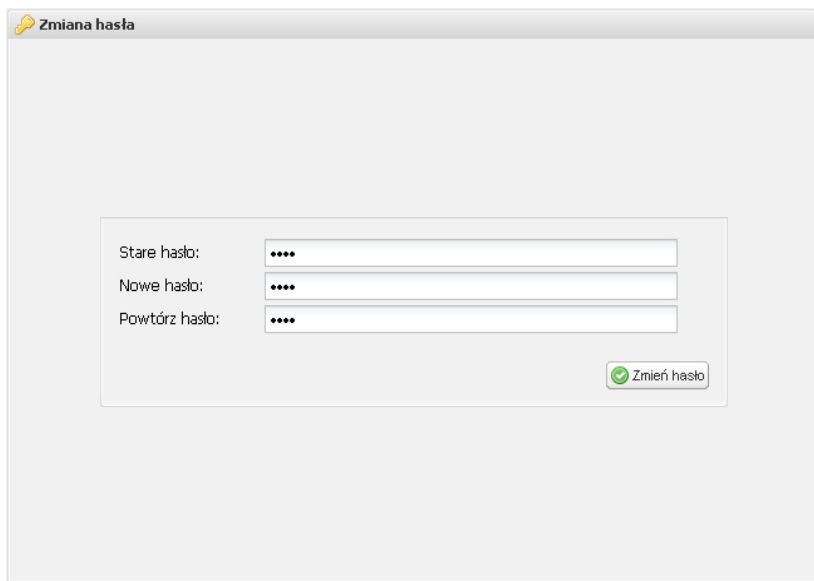 Zmiana hasła
Stare hasło: ••••
Nowe hasło: ••••
Powtórz hasło: ••••
Zmień hasło